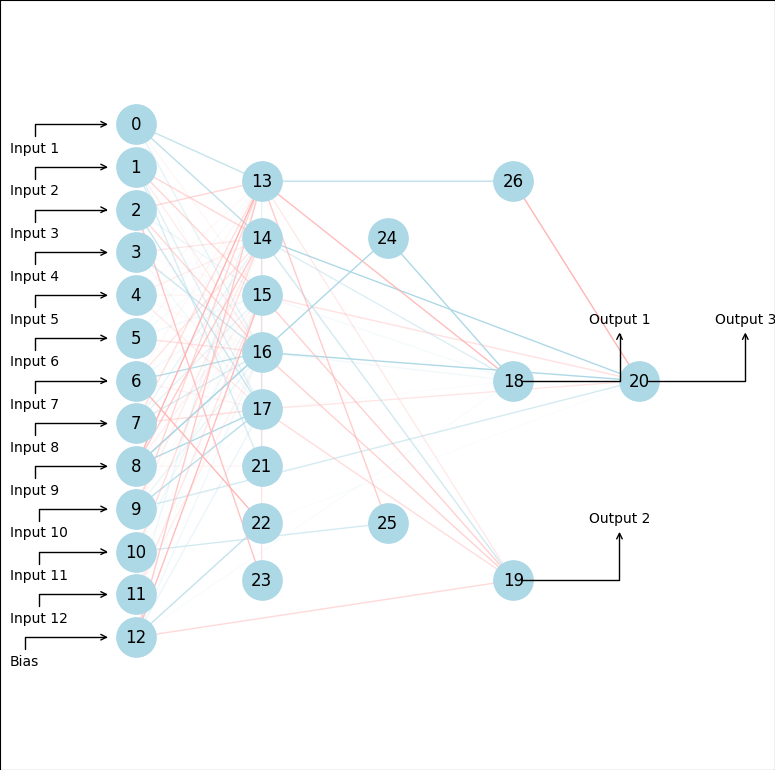 0
Input 1
1
Input 2
2
Input 3
3
Input 4
4
Input 5
5
Input 6
6
Input 7
7
Input 8
8
Input 9
9
Input 10
10
Input 11
11
Input 12
12
Bias
13
14
15
16
17
21
22
23
24
25
26
18
19
Output 1
Output 2
20
Output 3